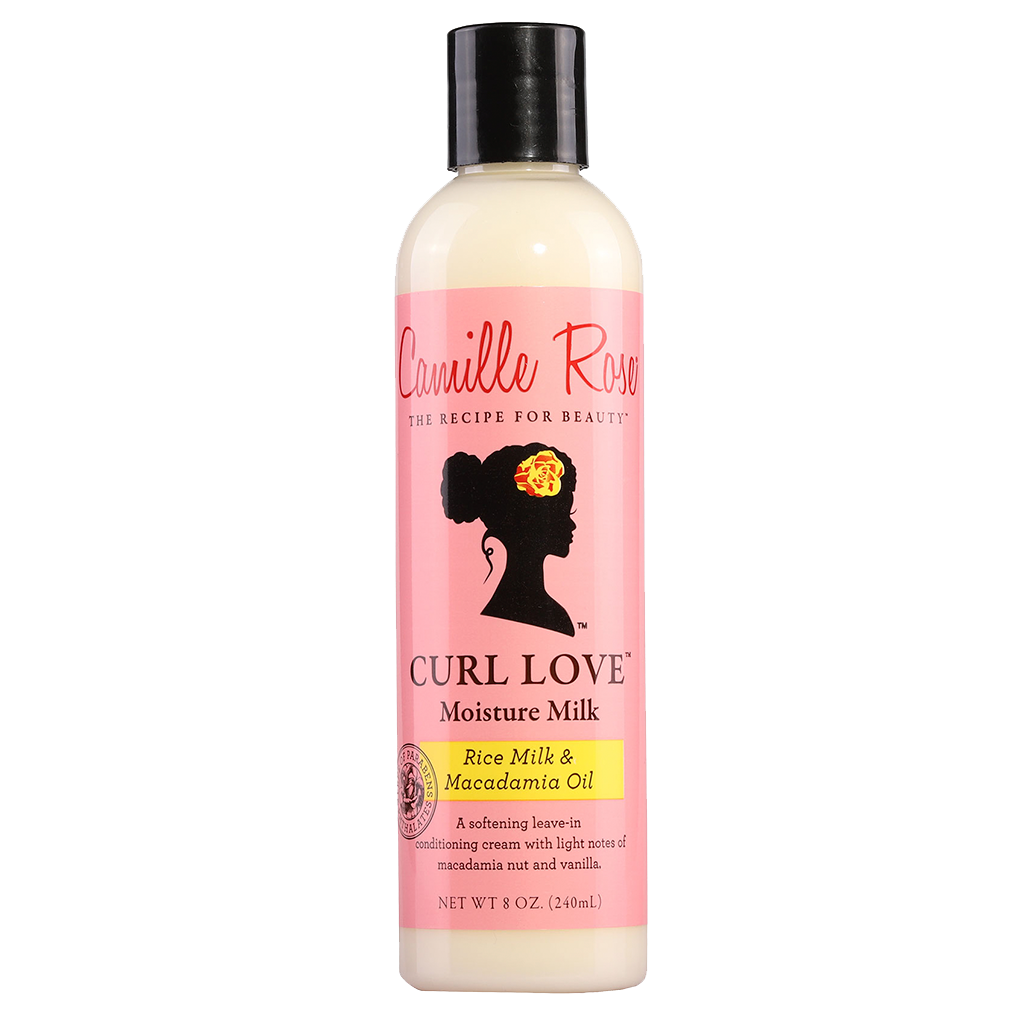 Camille Rose
THE RECIPE FOR BEAUTY™
™
CURL LOVE™
Moisture Milk
Rice Milk &
Macadamia Oil
PARABENS
A softening leave-in
conditioning cream with light notes of
macadamia nut and vanilla.
NET WT 8 OZ. (240mL)